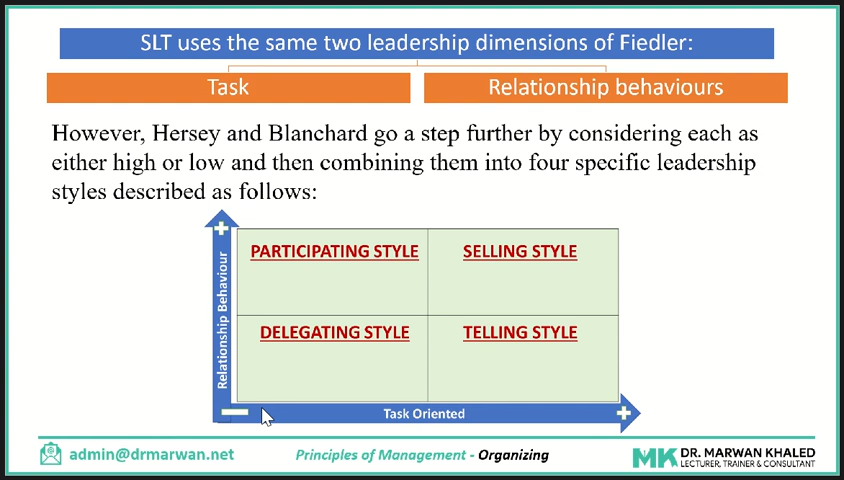 SLT uses the same two leadership dimensions of Fiedler:
Task
Relationship behaviours
However, Hersey and Blanchard go a step further by considering each as
either high or low and then combining them into four specific leadership
styles described as follows:
Relationship Behaviour
PARTICIPATING STYLE
SELLING STYLE
DELEGATING STYLE
TELLING STYLE
Task Oriented
admin@drmarwan.net
Principles of Management - Organizing
MK DR. MARWAN KHALED
LECTURER, TRAINER & CONSULTANT